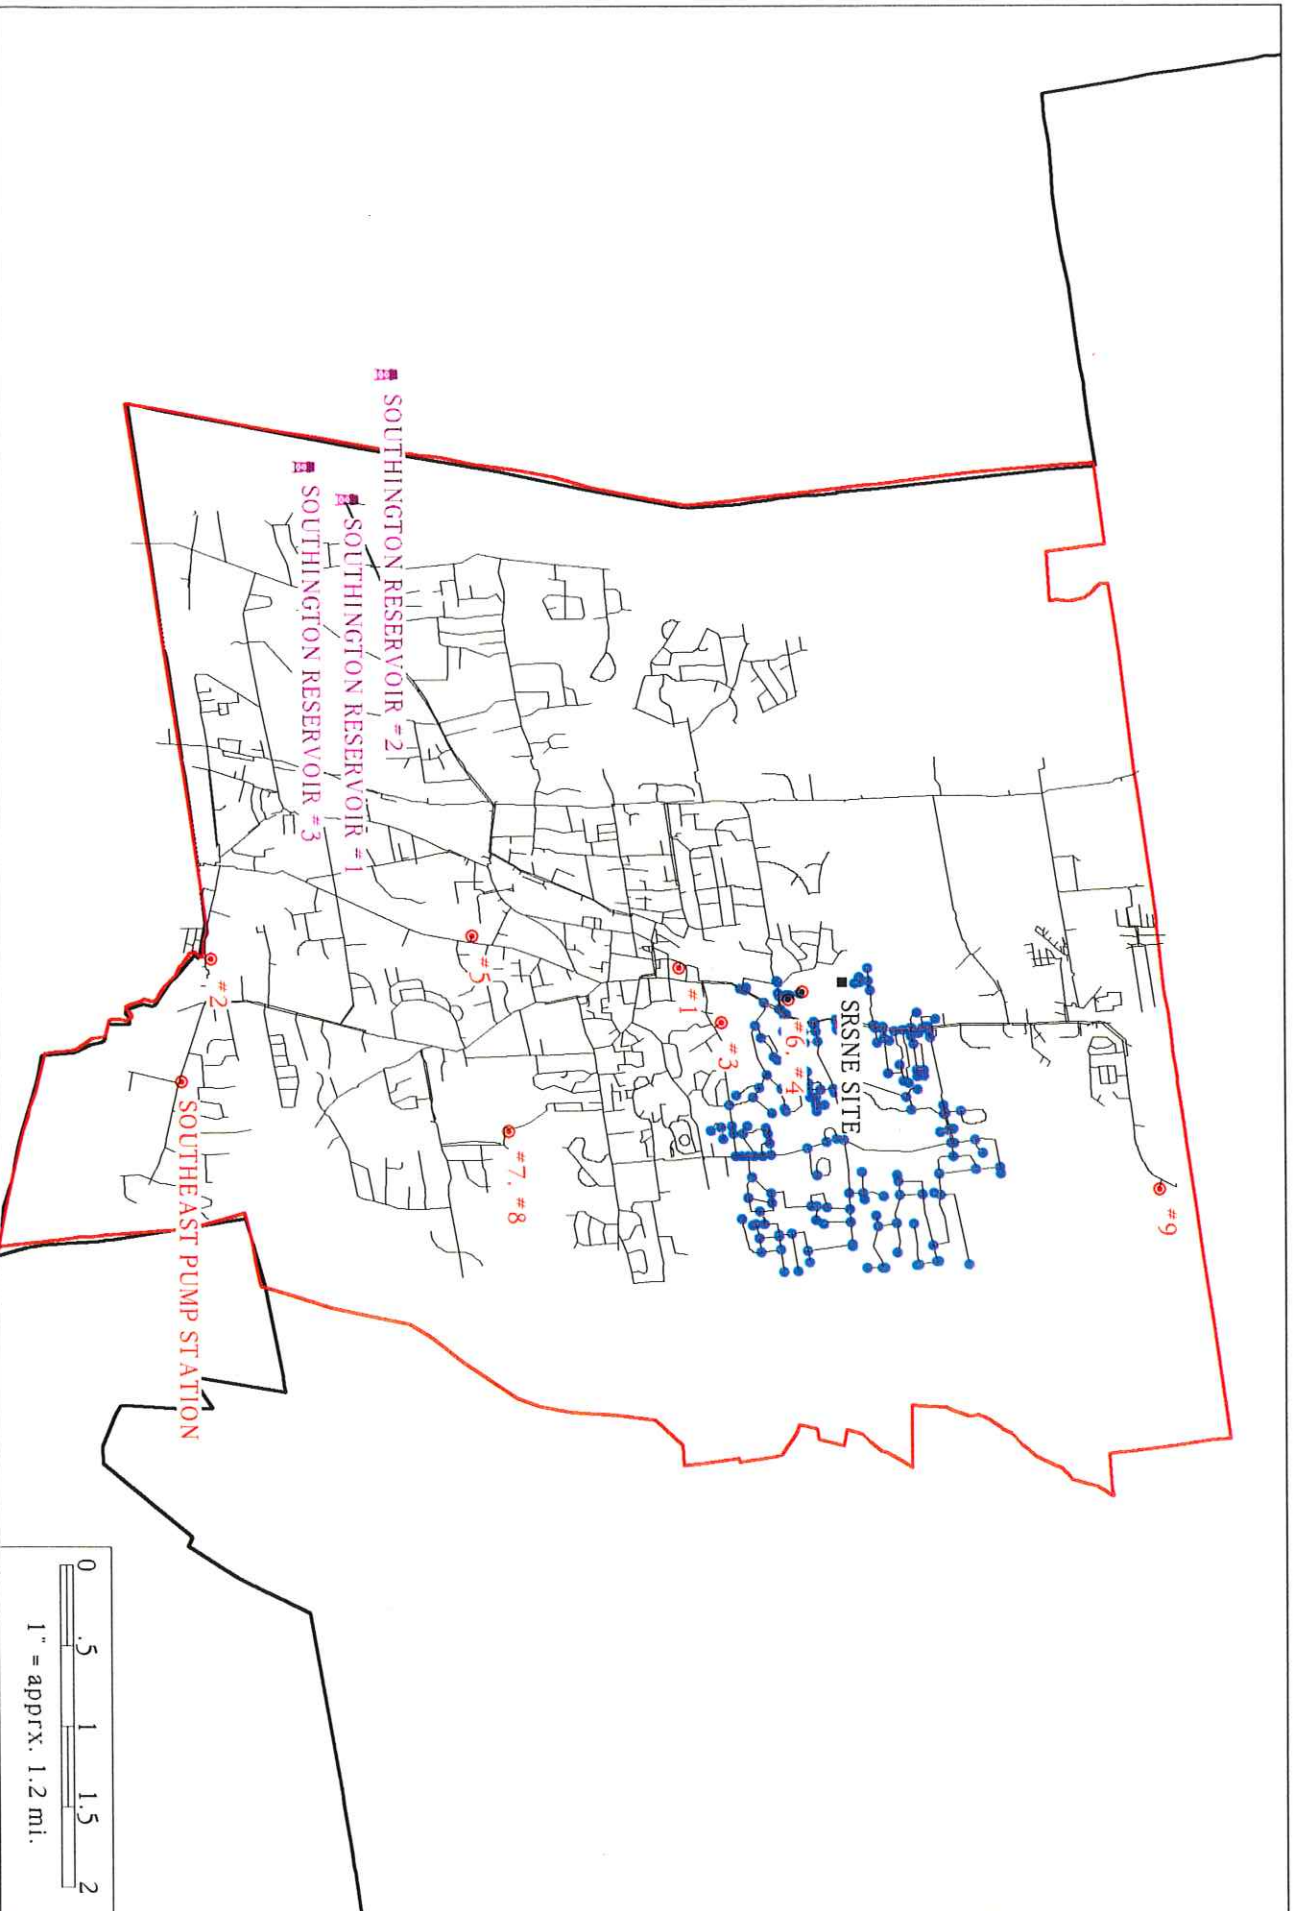 #9
SRSNE SITE
#6, #4
#3
#1
#7, #8
#5
SOUTHINGTON RESERVOIR #2
SOUTHINGTON RESERVOIR #1
SOUTHINGTON RESERVOIR #3
#2
SOUTHEAST PUMP STATION
0 .5 1 1.5 2
1" = apprx. 1.2 mi.